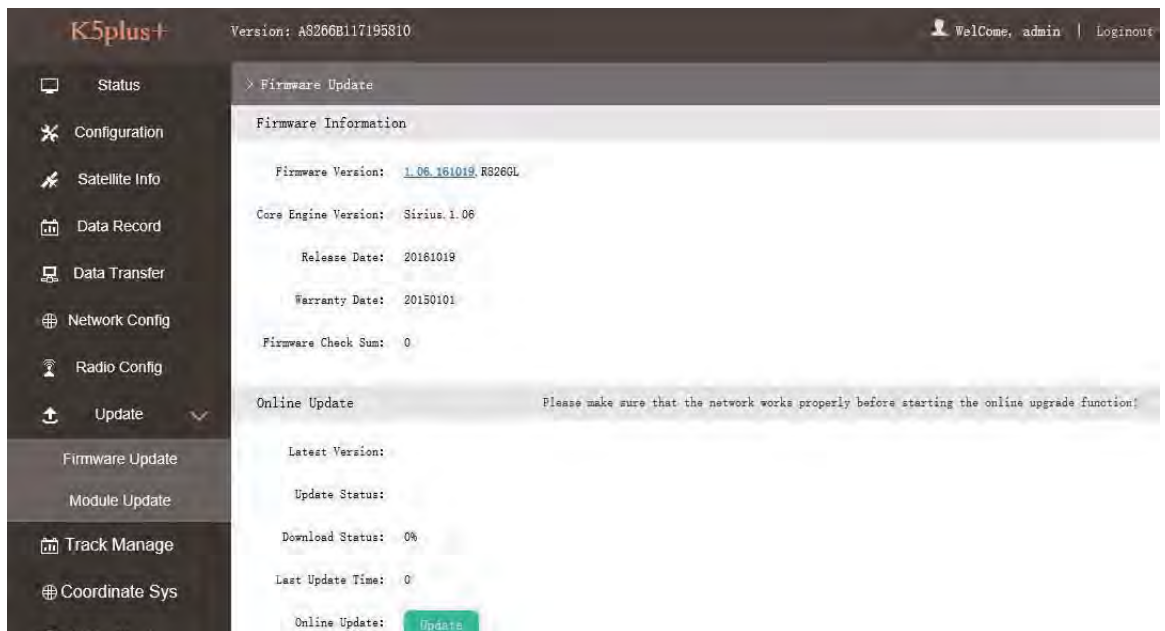 K5plus+
Version: A8266B117195810
WelCome, admin | Loginout
Status
Configuration
Satellite Info
Data Record
Data Transfer
Network Config
Radio Config
Update
Firmware Update
Module Update
Track Manage
Coordinate Sys
> Firmware Update
Firmware Information
Firmware Version: 1.06.161019.RS26GL
Core Engine Version: Sirius.1.06
Release Date: 20161019
Warranty Date: 20150101
Firmware Check Sum: 0
Online Update Please make sure that the network works properly before starting the online upgrade function!
Latest Version:
Update Status:
Download Status: 0%
Last Update Time: 0
Online Update: Update